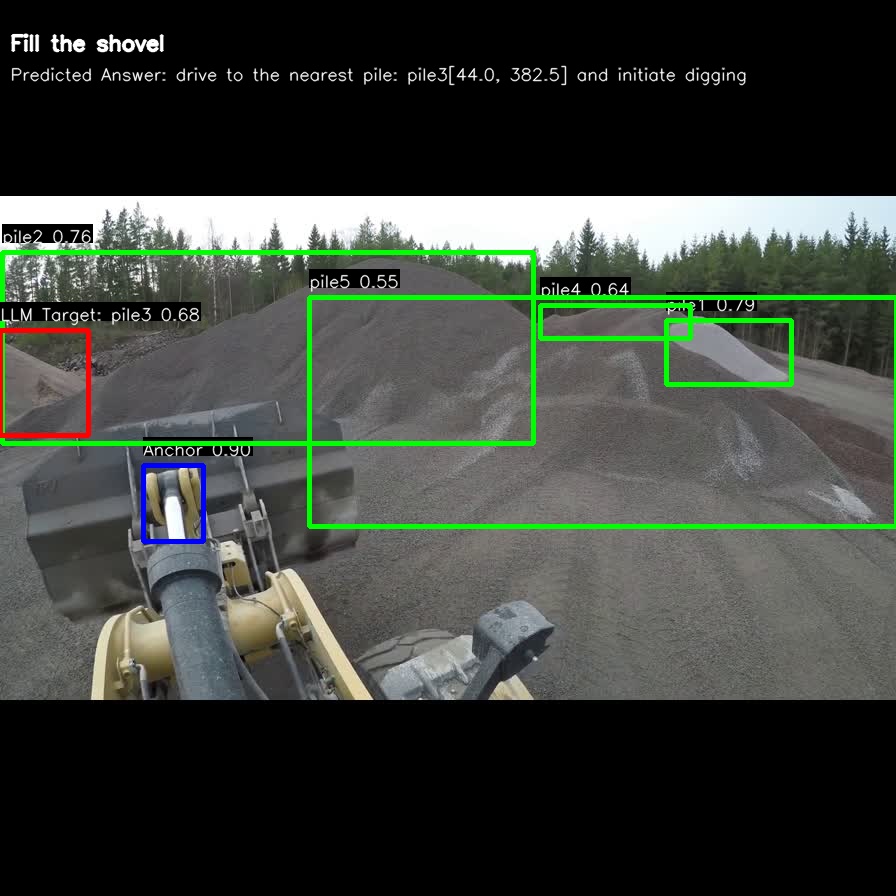 Fill the shovel
Predicted Answer: drive to the nearest pile: pile3[44.0, 382.5] and initiate digging
pile2 0.76
pile5 0.55
pile4 0.64
pile1 0.79
LLM Target: pile3 0.68
Anchor 0.90